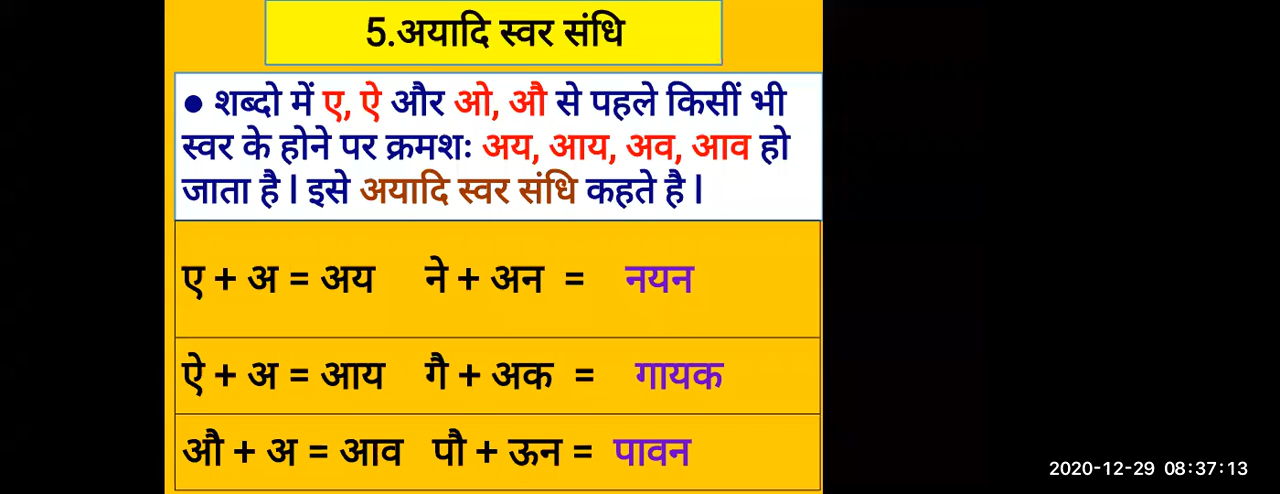 5.अयादि स्वर संधि
● शब्दो में ए, ऐ और ओ, औ से पहले किसीं भी
स्वर के होने पर क्रमशः अय, आय, अव, आव हो
जाता है | इसे अयादि स्वर संधि कहते है |
ए + अ = अय ने + अन = नयन
ऐ + अ = आय गै + अक = गायक
औ + अ = आव पौ + ऊन = पावन
2020-12-29 08:37:13